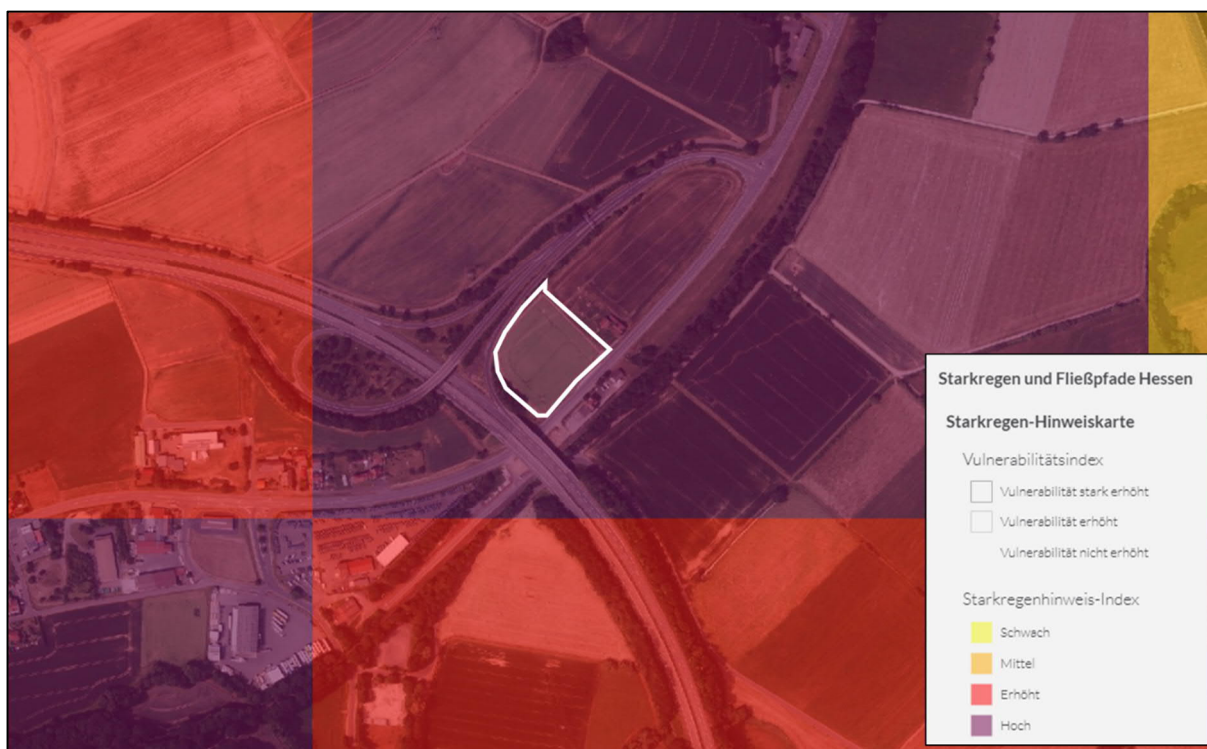 Starkregen und Fließpfade Hessen
Starkregen-Hinweiskarte
Vulnerabilitätsindex
Vulnerabilität stark erhöht
Vulnerabilität erhöht
Vulnerabilität nicht erhöht
Starkregenhinweis-Index
Schwach
Mittel
Erhöht
Hoch